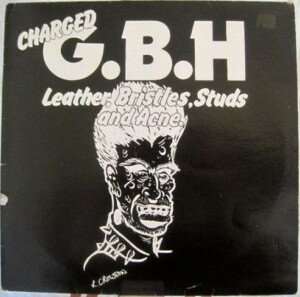 CHARGED
G.B.H
Leather, Bristles, Studs
and Acne.